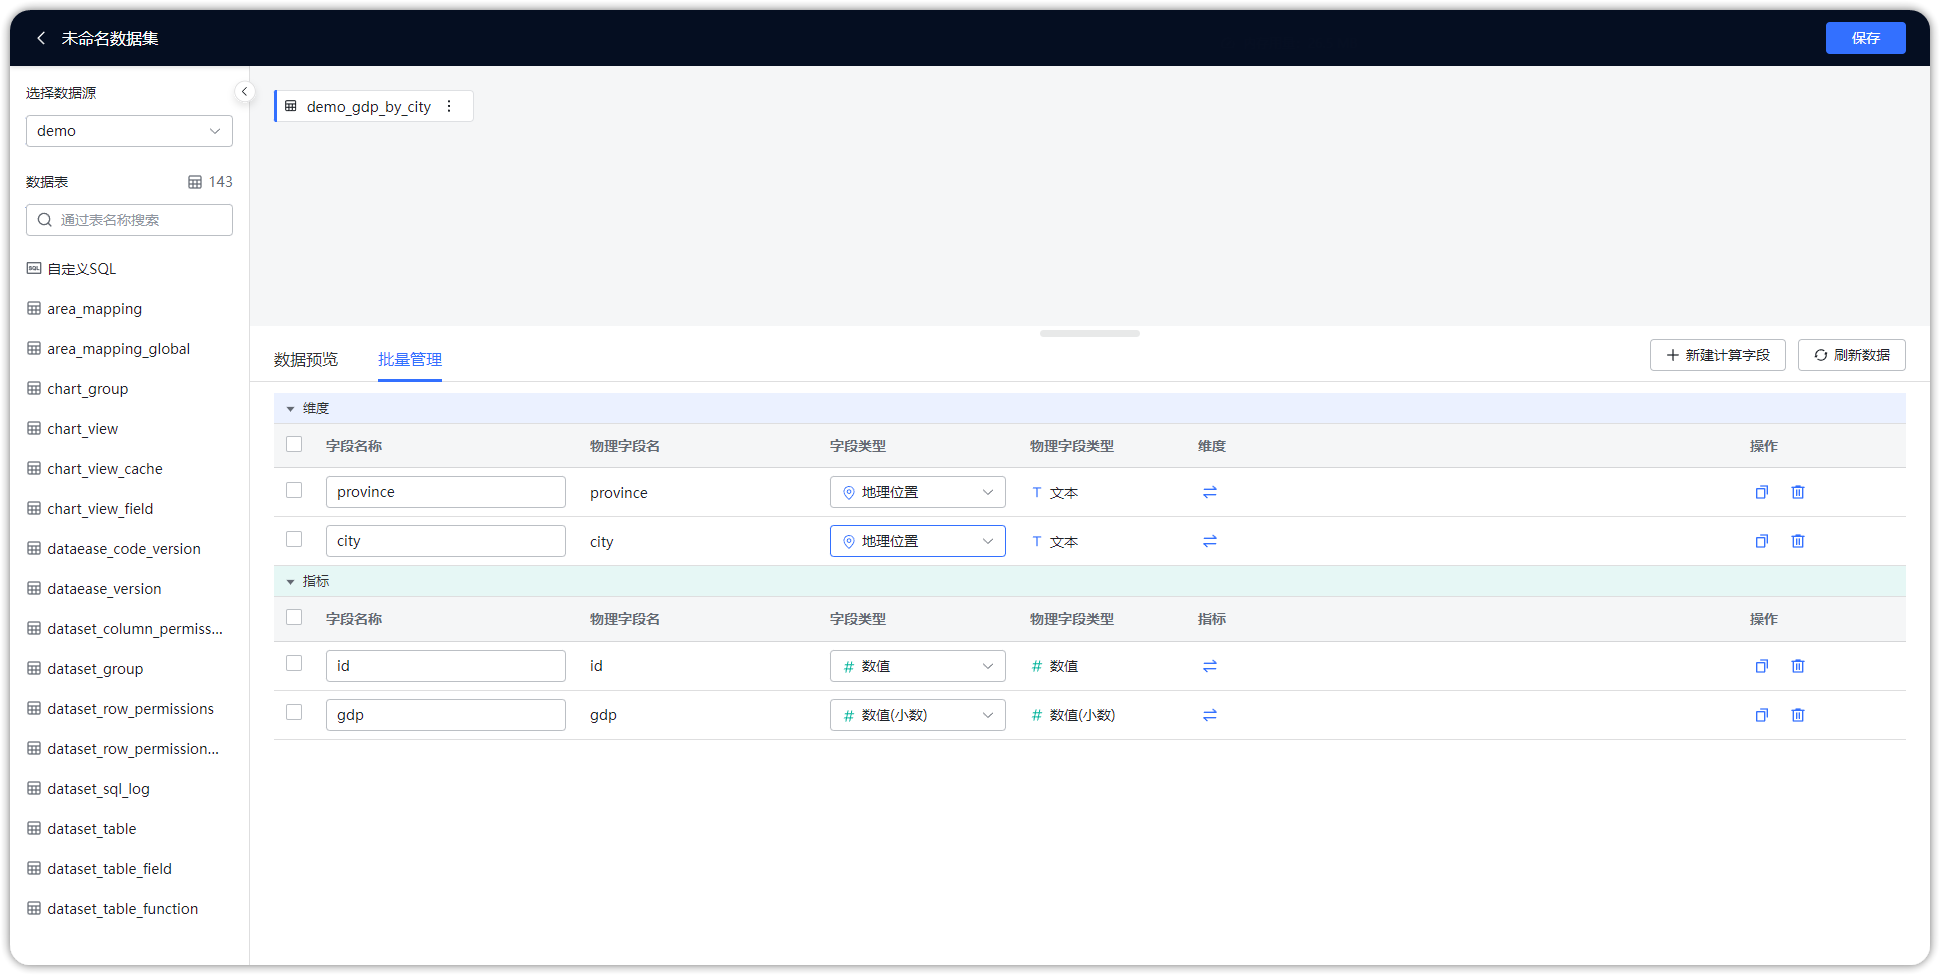 未命名数据集
保存
选择数据源
demo
数据表 143
通过表名称搜索
自定义SQL
area_mapping
area_mapping_global
chart_group
chart_view
chart_view_cache
chart_view_field
dataease_code_version
dataease_version
dataset_column_permiss...
dataset_group
dataset_row_permissions
dataset_row_permission...
dataset_sql_log
dataset_table
dataset_table_field
dataset_table_function
demo_gdp_by_city
数据预览 批量管理 新建计算字段 刷新数据
维度
字段名称 物理字段名 字段类型 物理字段类型 维度 操作
province province 地理位置 T 文本
city city 地理位置 T 文本
指标
字段名称 物理字段名 字段类型 物理字段类型 指标 操作
id id # 数值 # 数值
gdp gdp # 数值(小数) # 数值(小数)